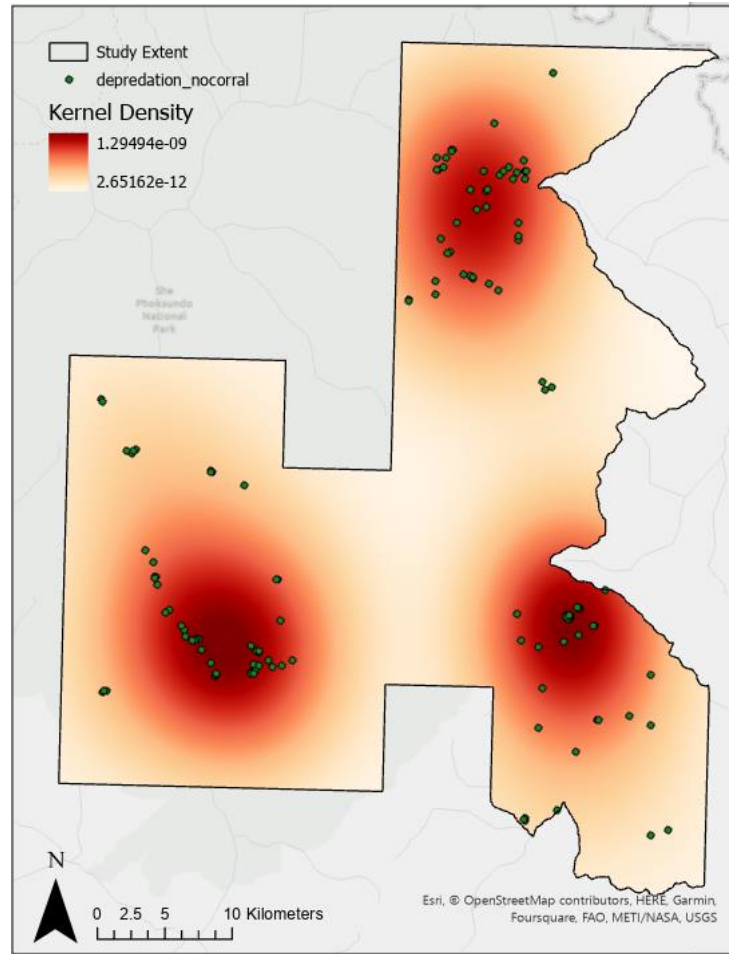 Study Extent
depredation_nocorral
Kernel Density
1.29494e-09
2.65162e-12
She
Phoksundo
National
Park
N
0 2.5 5 10 Kilometers
Esri, © OpenStreetMap contributors, HERE, Garmin,
Foursquare, FAO, METI/NASA, USGS